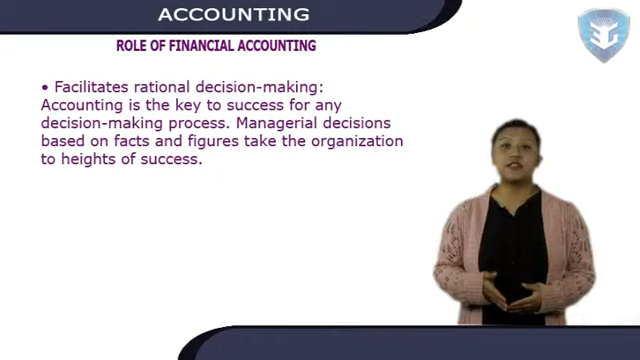 ACCOUNTING
ROLE OF FINANCIAL ACCOUNTING
• Facilitates rational decision-making:
Accounting is the key to success for any
decision-making process. Managerial decisions
based on facts and figures take the organization
to heights of success.